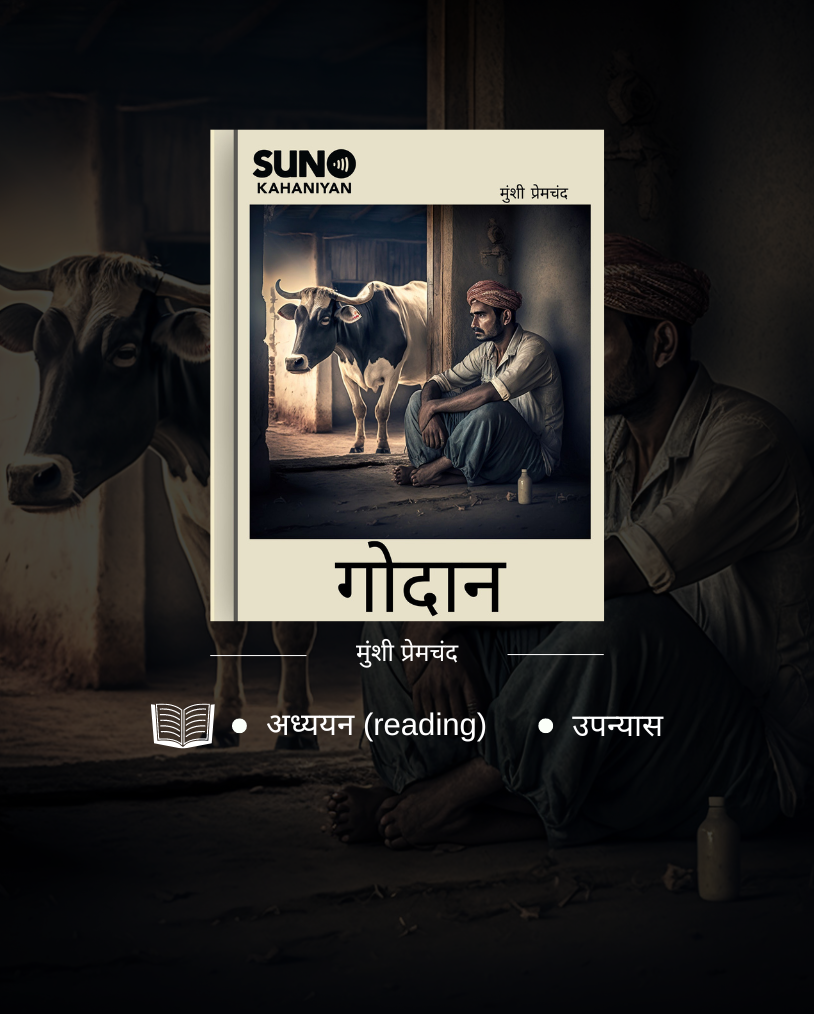 SUNO
KAHANIYAN
मुंशी प्रेमचंद
गोदान
मुंशी प्रेमचंद
● अध्ययन (reading) ● उपन्यास